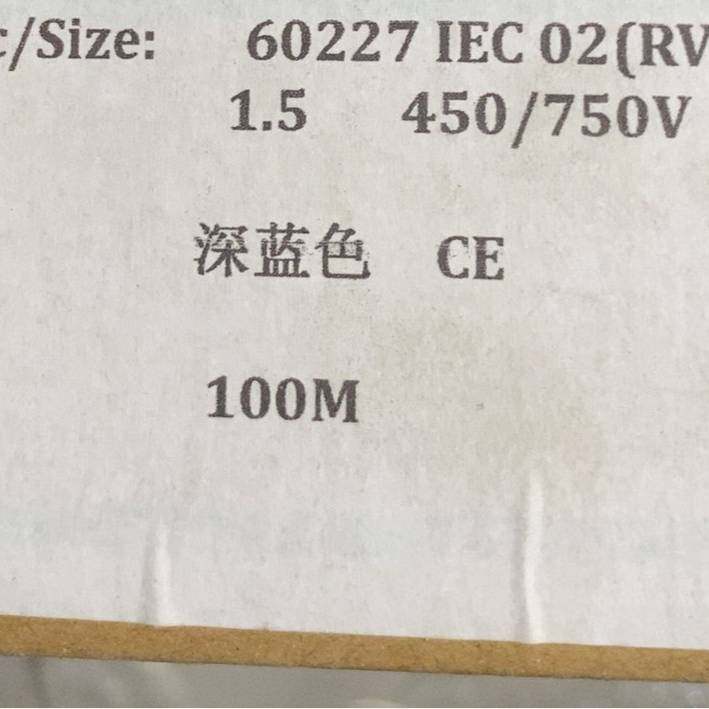 /Size: 60227 IEC 02(RV
1.5 450/750V
深蓝色 CE
100M